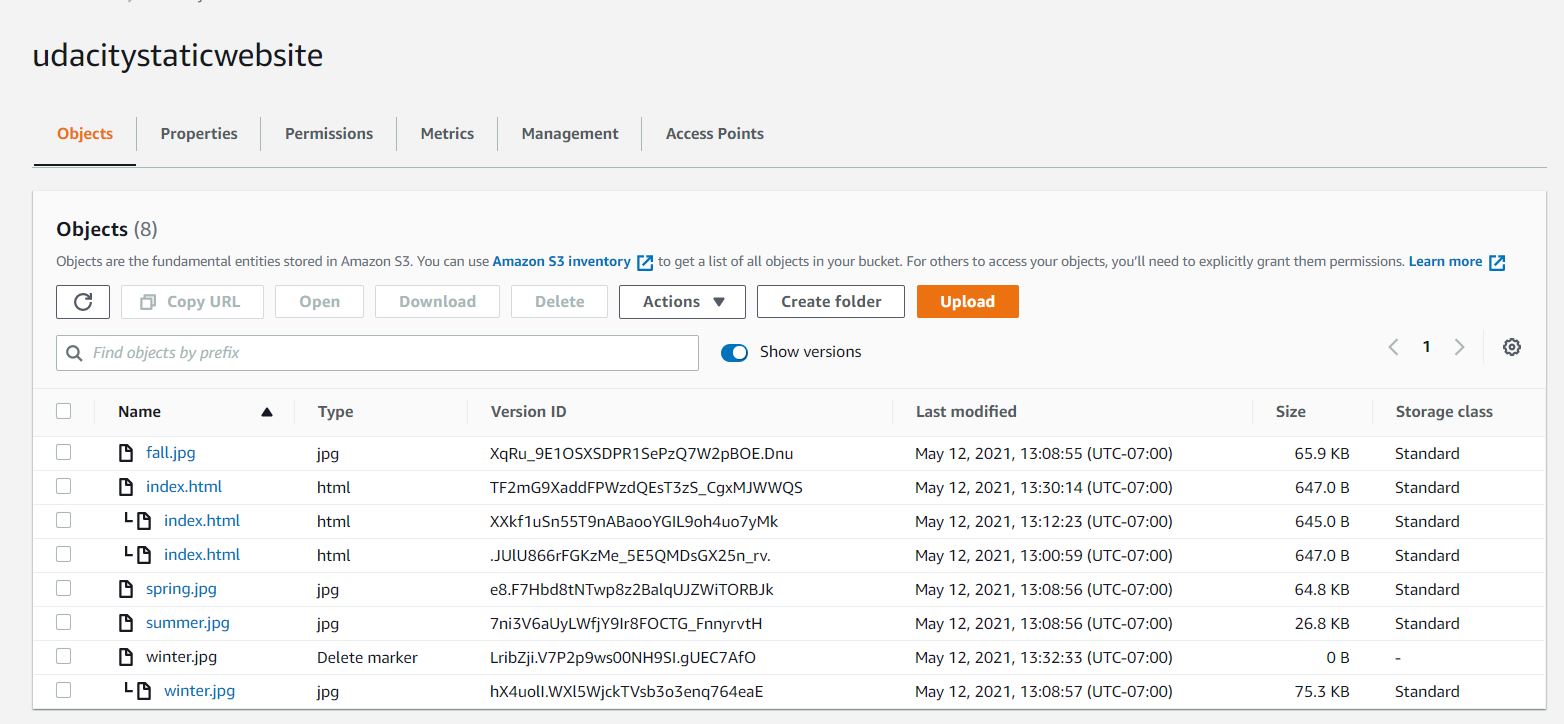 udacitystaticwebsite
Objects Properties Permissions Metrics Management Access Points
Objects (8)
Objects are the fundamental entities stored in Amazon S3. You can use Amazon S3 inventory to get a list of all objects in your bucket. For others to access your objects, you'll need to explicitly grant them permissions. Learn more
Copy URL Open Download Delete Actions Create folder Upload
Find objects by prefix Show versions 1
Name Type Version ID Last modified Size Storage class
fall.jpg jpg XqRu_9E1OSXSDPR1SePzQ7W2pBOE.Dnu May 12, 2021, 13:08:55 (UTC-07:00) 65.9 KB Standard
index.html html TF2mG9XaddFPWzdQEsT3zS_CgxMJWWQS May 12, 2021, 13:30:14 (UTC-07:00) 647.0 B Standard
index.html html XXkf1uSn55T9nABaooYGIL9oh4uo7yMk May 12, 2021, 13:12:23 (UTC-07:00) 645.0 B Standard
index.html html .JUlU866rFGKzMe_5E5QMDsGX25n_rv. May 12, 2021, 13:00:59 (UTC-07:00) 647.0 B Standard
spring.jpg jpg e8.F7Hbd8tNTwp8z2BalqUJZWiTORBJk May 12, 2021, 13:08:56 (UTC-07:00) 64.8 KB Standard
summer.jpg jpg 7ni3V6aUyLWfjY9Ir8FOCTG_FnnyrvtH May 12, 2021, 13:08:56 (UTC-07:00) 26.8 KB Standard
winter.jpg Delete marker LribZji.V7P2p9ws00NH9SI.gUEC7AfO May 12, 2021, 13:32:33 (UTC-07:00) 0 B -
winter.jpg jpg hX4uolI.WXl5WjckTVsb3o3enq764eaE May 12, 2021, 13:08:57 (UTC-07:00) 75.3 KB Standard